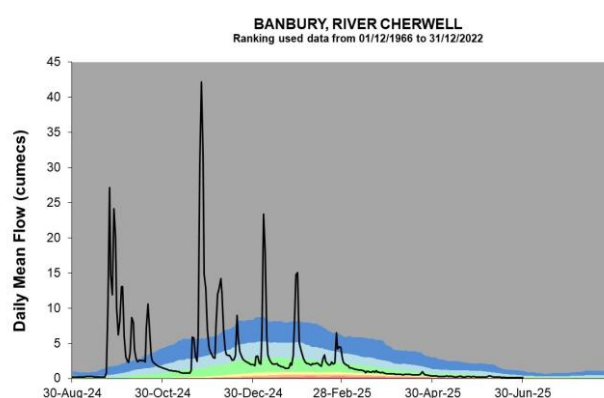 BANBURY, RIVER CHERWELL
Ranking used data from 01/12/1966 to 31/12/2022
Daily Mean Flow (cumecs)
45
40
35
30
25
20
15
10
5
0
30-Aug-24 30-Oct-24 30-Dec-24 28-Feb-25 30-Apr-25 30-Jun-25